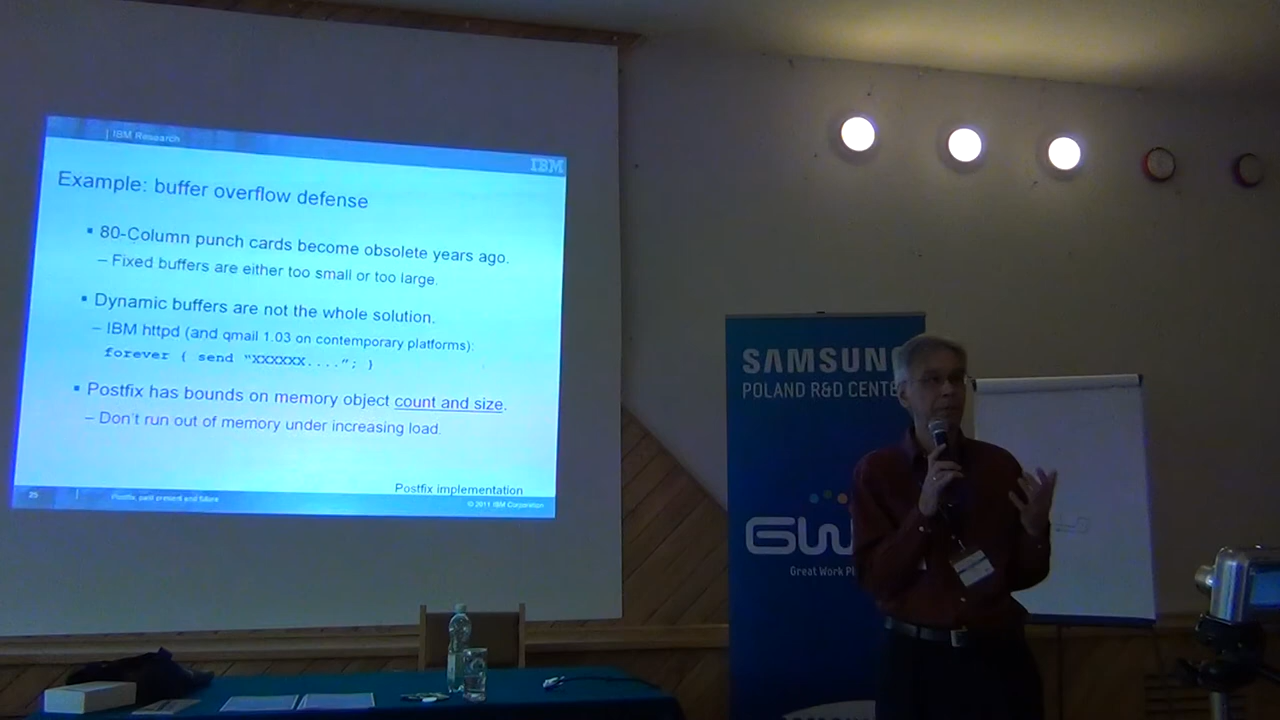 IBM Research
IBM
Example: buffer overflow defense
▪ 80-Column punch cards become obsolete years ago.
– Fixed buffers are either too small or too large.
▪ Dynamic buffers are not the whole solution.
– IBM httpd (and qmail 1.03 on contemporary platforms):
forever { send "XXXXXX...."; }
▪ Postfix has bounds on memory object count and size.
– Don't run out of memory under increasing load.
Postfix implementation
25
Postfix, past present and future
© 2011 IBM Corporation
SAMSUNG
POLAND R&D CENTE
GW
Great Work Pl